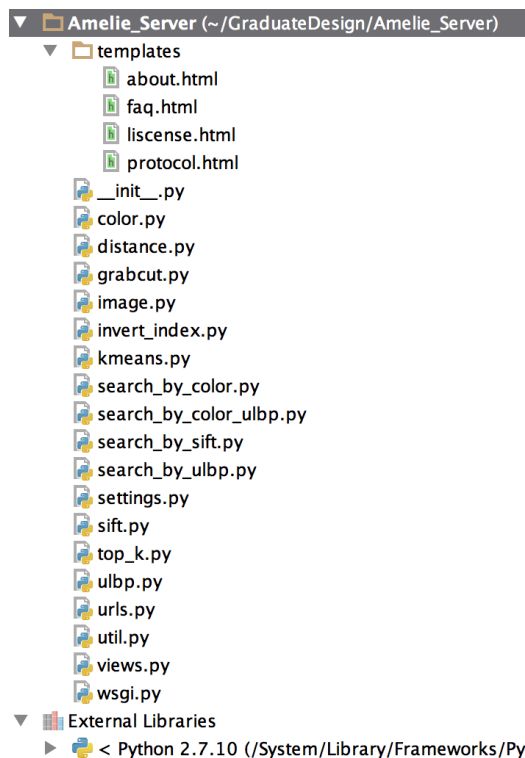 Amelie_Server (~/GraduateDesign/Amelie_Server)
templates
about.html
faq.html
liscense.html
protocol.html
__init__.py
color.py
distance.py
grabcut.py
image.py
invert_index.py
kmeans.py
search_by_color.py
search_by_color_ulbp.py
search_by_sift.py
search_by_ulbp.py
settings.py
sift.py
top_k.py
ulbp.py
urls.py
util.py
views.py
wsgi.py
External Libraries
< Python 2.7.10 (/System/Library/Frameworks/Py